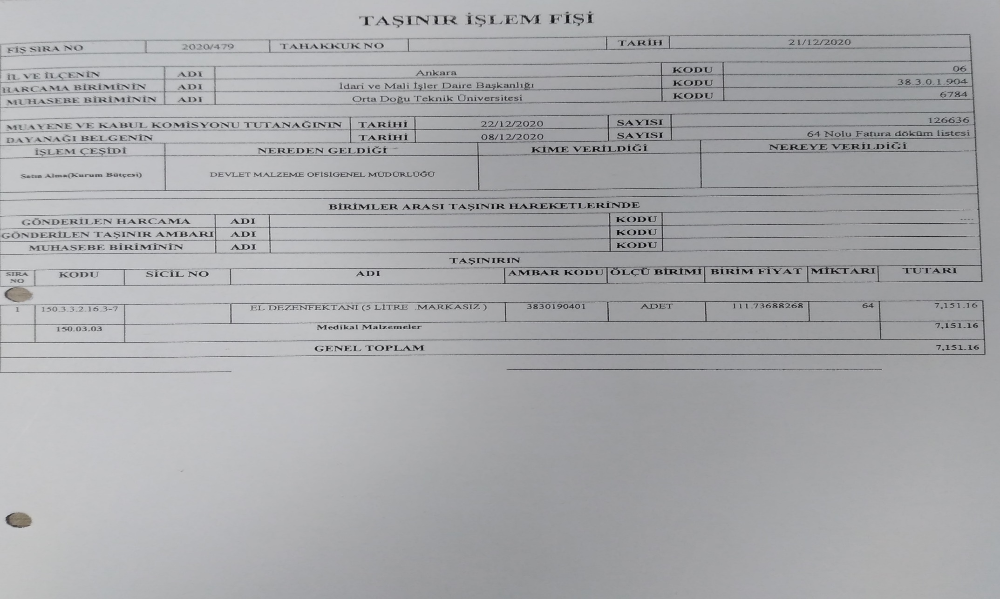 TAŞINIR İŞLEM FİŞİ
FİŞ SIRA NO 2020/479 TAHAKKUK NO TARİH 21/12/2020
İL VE İLÇENİN ADI Ankara KODU 06
HARCAMA BİRİMİNİN ADI İdari ve Mali İşler Daire Başkanlığı KODU 38.3.0.1.904
MUHASEBE BİRİMİNİN ADI Orta Doğu Teknik Üniversitesi KODU 6784
MUAYENE VE KABUL KOMİSYONU TUTANAĞININ TARİHİ 22/12/2020 SAYISI 126636
DAYANAĞI BELGENİN TARİHİ 08/12/2020 SAYISI 64 Nolu Fatura döküm listesi
İŞLEM ÇEŞİDİ NEREDEN GELDİĞİ KİME VERİLDİĞİ NEREYE VERİLDİĞİ
Satın Alma(Kurum Bütçesi) DEVLET MALZEME OFİSİGENEL MÜDÜRLÜĞÜ
BİRİMLER ARASI TAŞINIR HAREKETLERİNDE
GÖNDERİLEN HARCAMA ADI KODU ----
GÖNDERİLEN TAŞINIR AMBARI ADI KODU
MUHASEBE BİRİMİNİN ADI KODU
TAŞINIRIN
SIRA NO KODU SİCİL NO ADI AMBAR KODU ÖLÇÜ BİRİMİ BİRİM FİYAT MİKTARI TUTARI
1 150.3.3.2.16.3-7 EL DEZENFEKTANI (5 LİTRE .MARKASIZ ) 3830190401 ADET 111.73688268 64 7,151.16
150.03.03 Medikal Malzemeler 7,151.16
GENEL TOPLAM 7,151.16